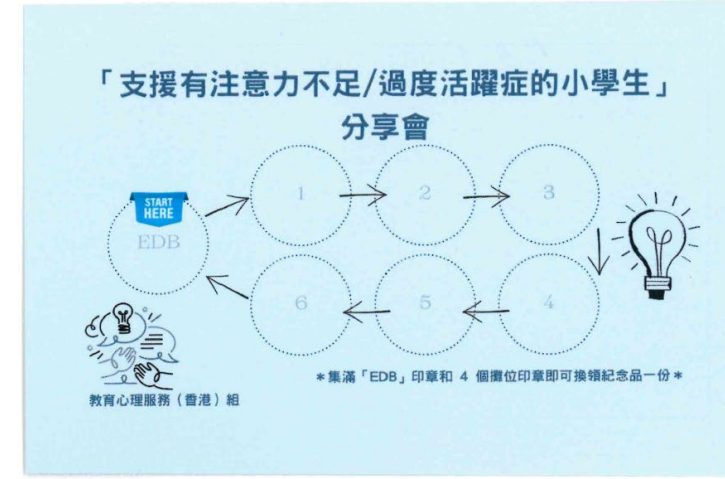 「支援有注意力不足/過度活躍症的小學生」
分享會
START
HERE
EDB
1
2
3
6
5
4
*集滿「EDB」印章和 4 個攤位印章即可換領紀念品一份*
教育心理服務（香港）組